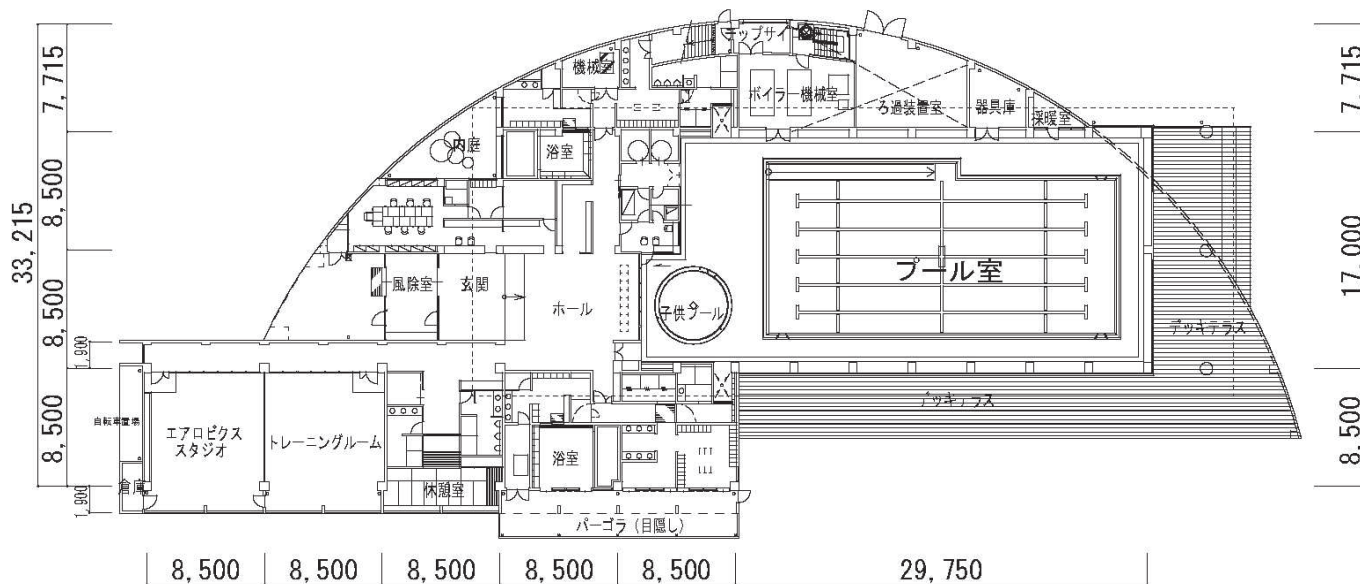 チップサイ
機械室
ボイラー機械室
ろ過装置室
器具庫
採暖室
内庭
浴室
風除室
玄関
ホール
子供プール
プール室
デッキテラス
デッキテラス
自転車置場
エアロビクス
スタジオ
トレーニングルーム
倉庫
休憩室
浴室
パーゴラ(目隠し)
33,215
7,715
8,500
8,500
1,900
8,500
1,900
7,715
17,000
8,500
8,500
8,500
8,500
8,500
8,500
29,750